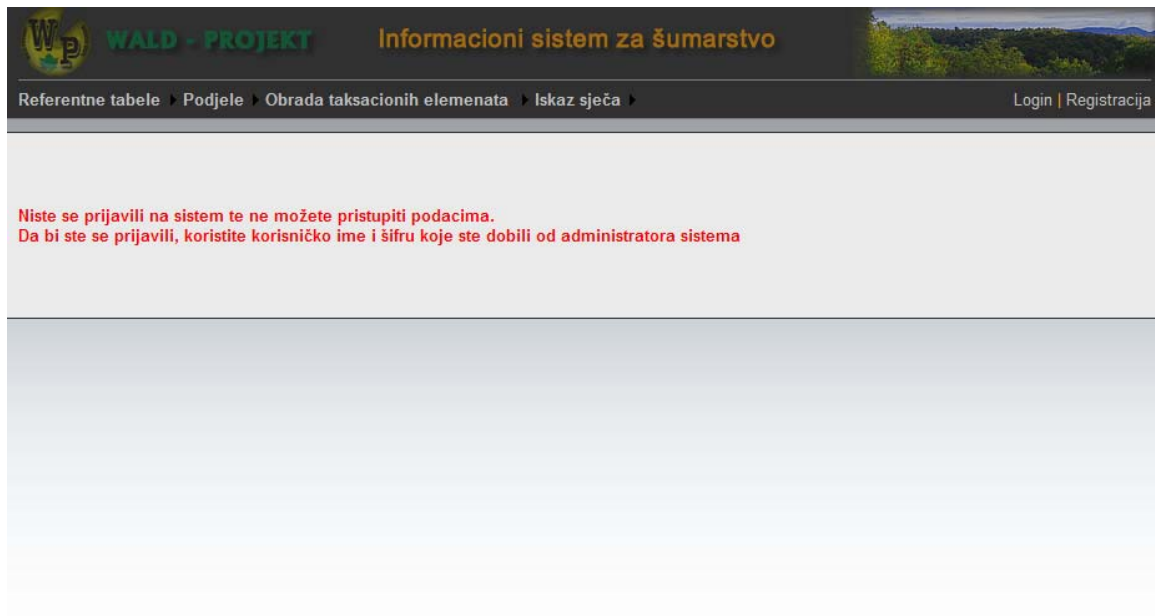 WP WALD - PROJEKT Informacioni sistem za šumarstvo
Referentne tabele Podjele Obrada taksacionih elemenata Iskaz sječa Login | Registracija
Niste se prijavili na sistem te ne možete pristupiti podacima.
Da bi ste se prijavili, koristite korisničko ime i šifru koje ste dobili od administratora sistema